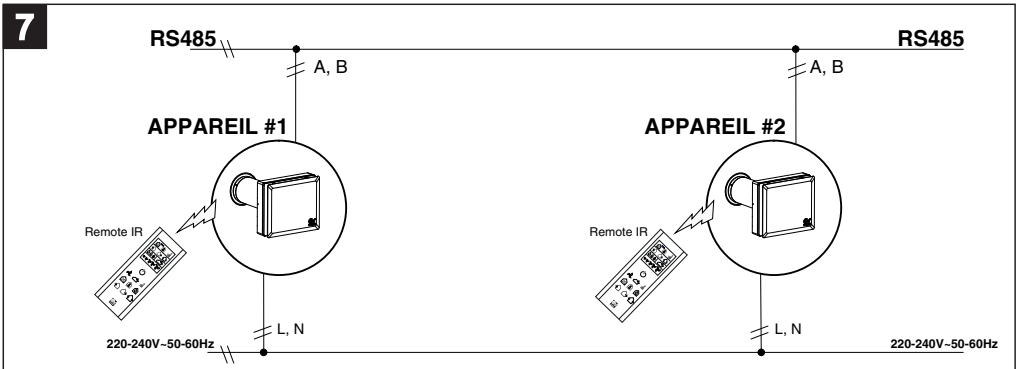 7
RS485 RS485
A, B A, B
APPAREIL #1 APPAREIL #2
Remote IR Remote IR
L, N L, N
220-240V~50-60Hz 220-240V~50-60Hz